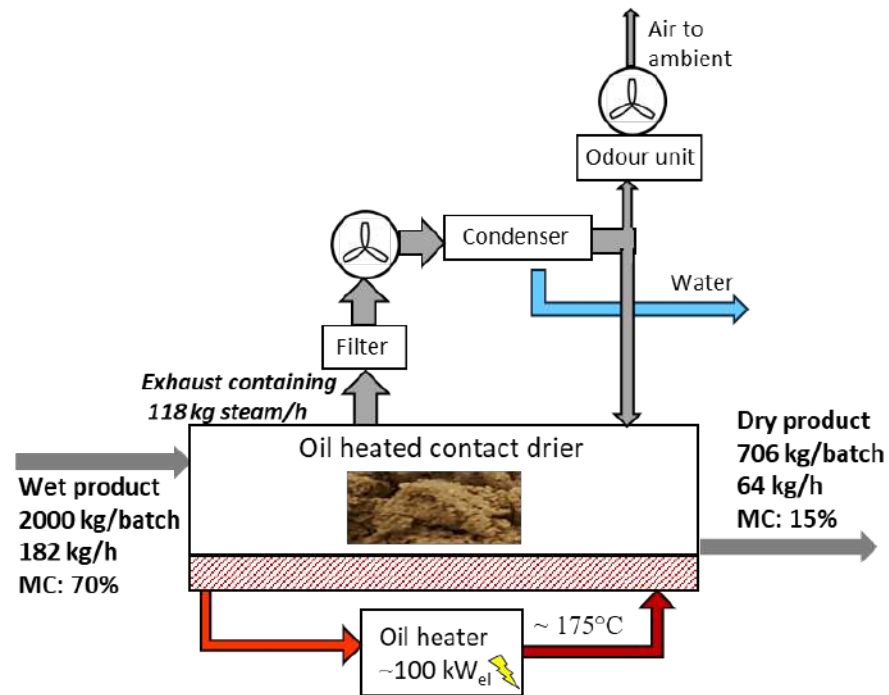 Air to
ambient
Odour unit
Condenser
Water
Filter
Exhaust containing
118 kg steam/h
Oil heated contact drier
Wet product
2000 kg/batch
182 kg/h
MC: 70%
Dry product
706 kg/batch
64 kg/h
MC: 15%
Oil heater
~100 kWel
~ 175°C